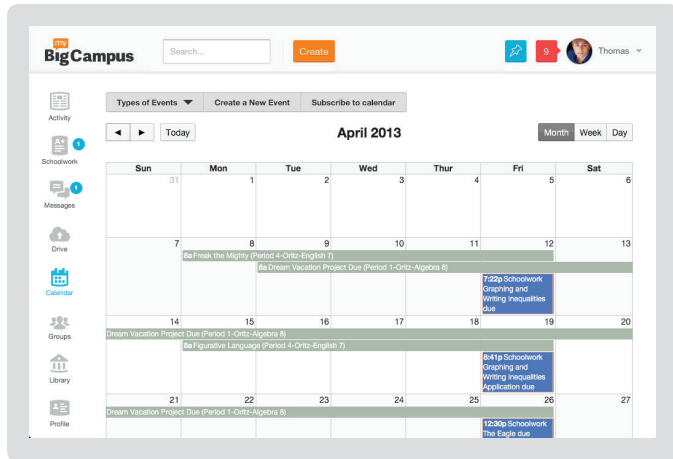 my
BigCampus
Search...
Create
9
Thomas
Types of Events
Create a New Event
Subscribe to calendar
Today
April 2013
Month Week Day
Activity
Schoolwork
1
Messages
1
Drive
Calendar
Groups
Library
Profile
Sun Mon Tue Wed Thur Fri Sat
31 1 2 3 4 5 6
7 8 9 10 11 12 13
8a Freak the Mighty (Period 4-Oritz-English 7)
8a Dream Vacation Project Due (Period 1-Oritz-Algebra 8)
7:22p Schoolwork
Graphing and
Writing Inequalities
due
14 15 16 17 18 19 20
Dream Vacation Project Due (Period 1-Oritz-Algebra 8)
8a Figurative Language (Period 4-Oritz-English 7)
8:41p Schoolwork
Graphing and
Writing Inequalities
Application due
21 22 23 24 25 26 27
Dream Vacation Project Due (Period 1-Oritz-Algebra 8)
12:30p Schoolwork
The Eagle due